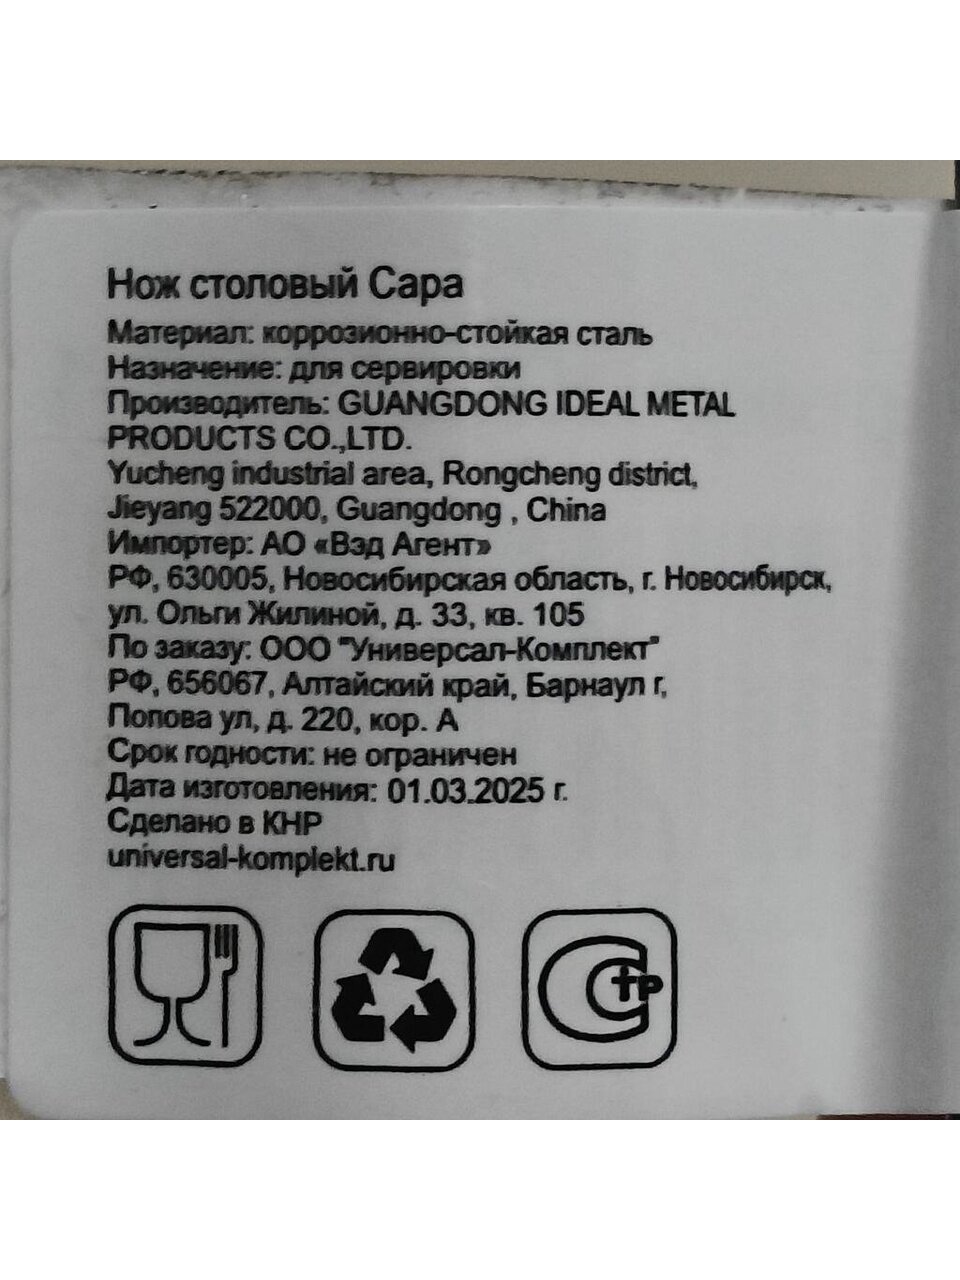 Нож столовый Сара
Материал: коррозионно-стойкая сталь
Назначение: для сервировки
Производитель: GUANGDONG IDEAL METAL
PRODUCTS CO.,LTD.
Yucheng industrial area, Rongcheng district,
Jieyang 522000, Guangdong , China
Импортер: АО «Вэд Агент»
РФ, 630005, Новосибирская область, г. Новосибирск,
ул. Ольги Жилиной, д. 33, кв. 105
По заказу: ООО "Универсал-Комплект"
РФ, 656067, Алтайский край, Барнаул г,
Попова ул, д. 220, кор. А
Срок годности: не ограничен
Дата изготовления: 01.03.2025 г.
Сделано в КНР
universal-komplekt.ru
тр